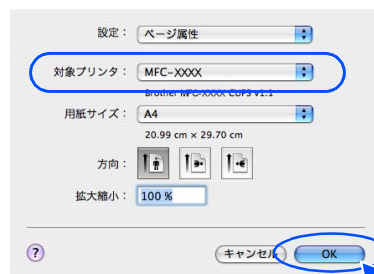 設定： ページ属性
対象プリンタ： MFC-XXXX
Brother MFC-XXXX CUPS v1.1
用紙サイズ： A4
20.99 cm × 29.70 cm
方向：
拡大縮小： 100 %
? キャンセル OK